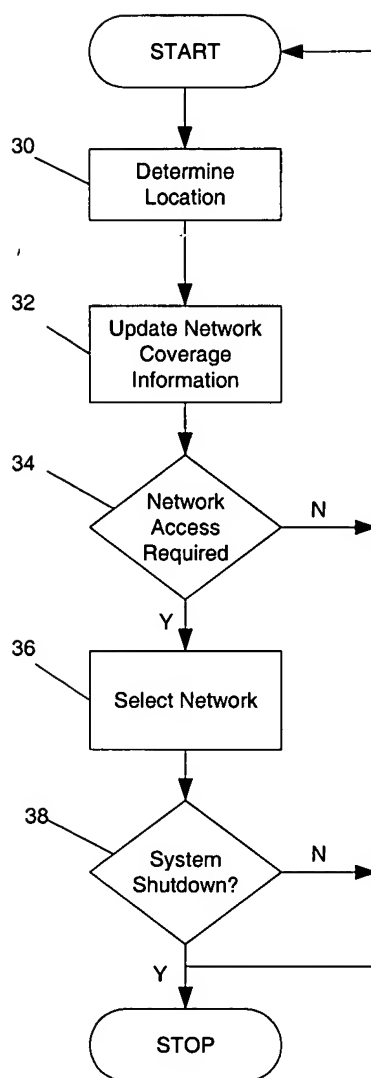 START
30
Determine
Location
32
Update Network
Coverage
Information
34
Network
Access
Required
N
Y
36
Select Network
38
System
Shutdown?
N
Y
STOP